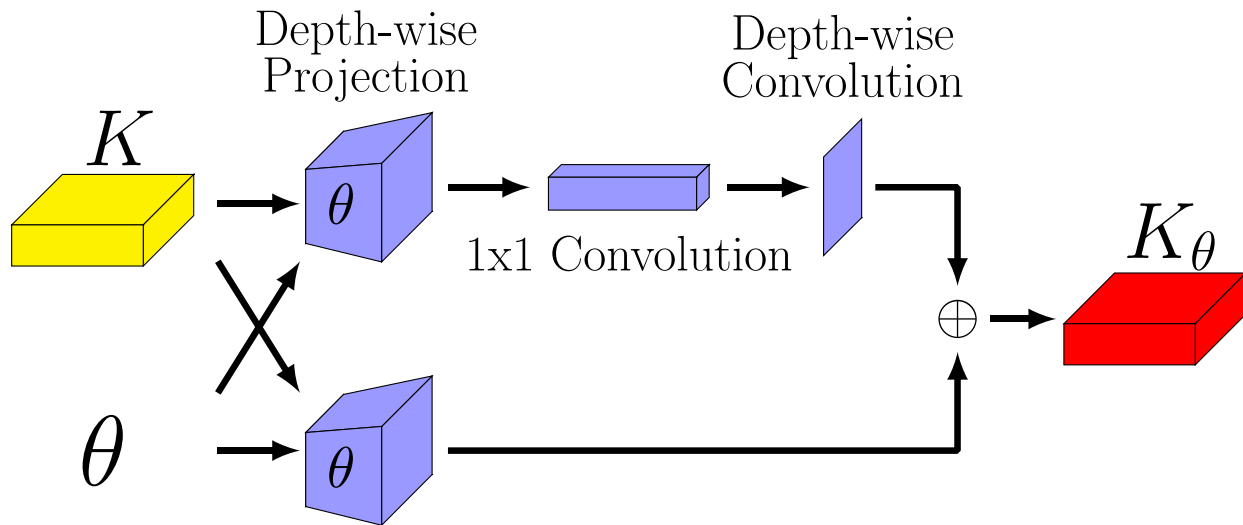 Depth-wise
Projection
Depth-wise
Convolution
K
θ
1x1 Convolution
K_θ
θ
θ